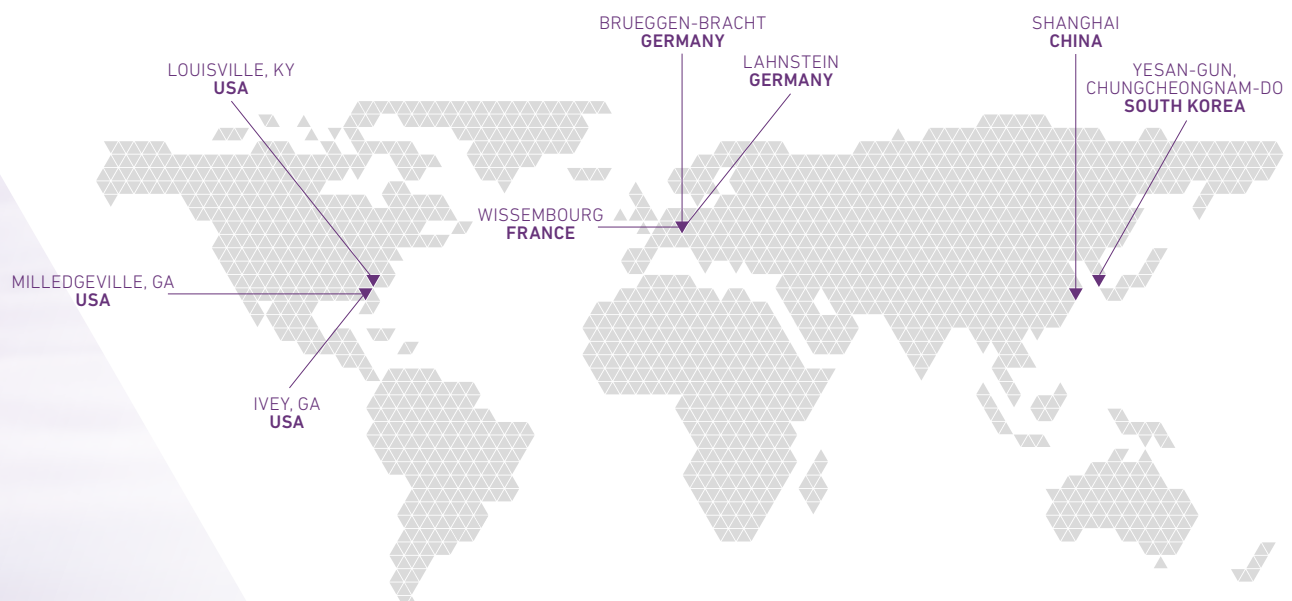 BRUEGGEN-BRACHT
GERMANY
SHANGHAI
CHINA
LAHNSTEIN
GERMANY
LOUISVILLE, KY
USA
YESAN-GUN,
CHUNGCHEONGNAM-DO
SOUTH KOREA
WISSEMBOURG
FRANCE
MILLEDGEVILLE, GA
USA
IVEY, GA
USA